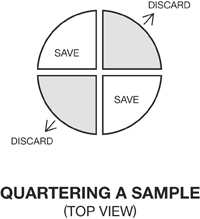 DISCARD
SAVE
SAVE
DISCARD
QUARTERING A SAMPLE
(TOP VIEW)